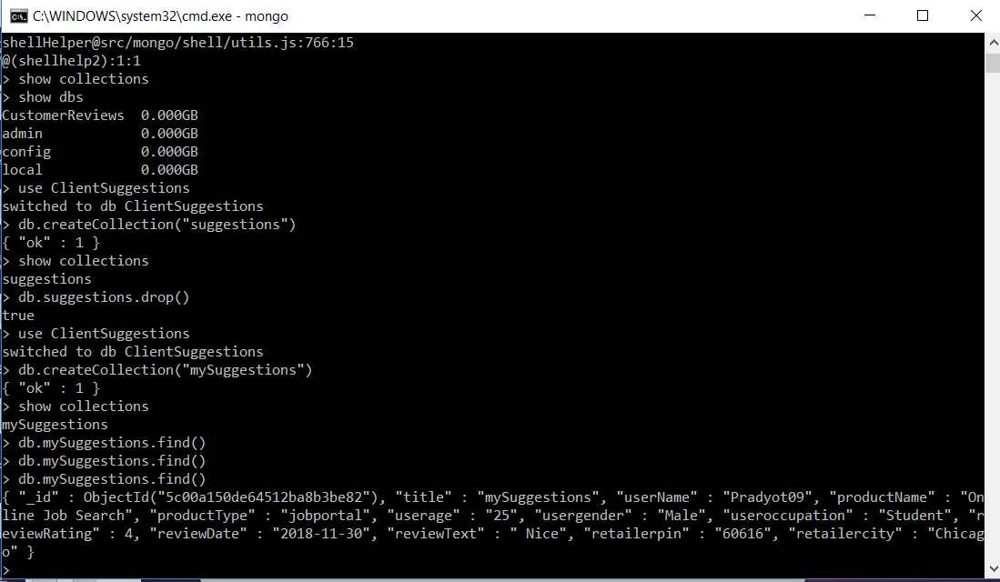 C:\WINDOWS\system32\cmd.exe - mongo
shellHelper@src/mongo/shell/utils.js:766:15
@(shellhelp2):1:1
> show collections
> show dbs
CustomerReviews  0.000GB
admin            0.000GB
config           0.000GB
local            0.000GB
> use ClientSuggestions
switched to db ClientSuggestions
> db.createCollection("suggestions")
{ "ok" : 1 }
> show collections
suggestions
> db.suggestions.drop()
true
> use ClientSuggestions
switched to db ClientSuggestions
> db.createCollection("mySuggestions")
{ "ok" : 1 }
> show collections
mySuggestions
> db.mySuggestions.find()
> db.mySuggestions.find()
> db.mySuggestions.find()
{ "_id" : ObjectId("5c00a150de64512ba8b3be82"), "title" : "mySuggestions", "userName" : "Pradyot09", "productName" : "On
line Job Search", "productType" : "jobportal", "userage" : "25", "usergender" : "Male", "useroccupation" : "Student", "r
eviewRating" : 4, "reviewDate" : "2018-11-30", "reviewText" : " Nice", "retailerpin" : "60616", "retailercity" : "Chicag
o" }
>